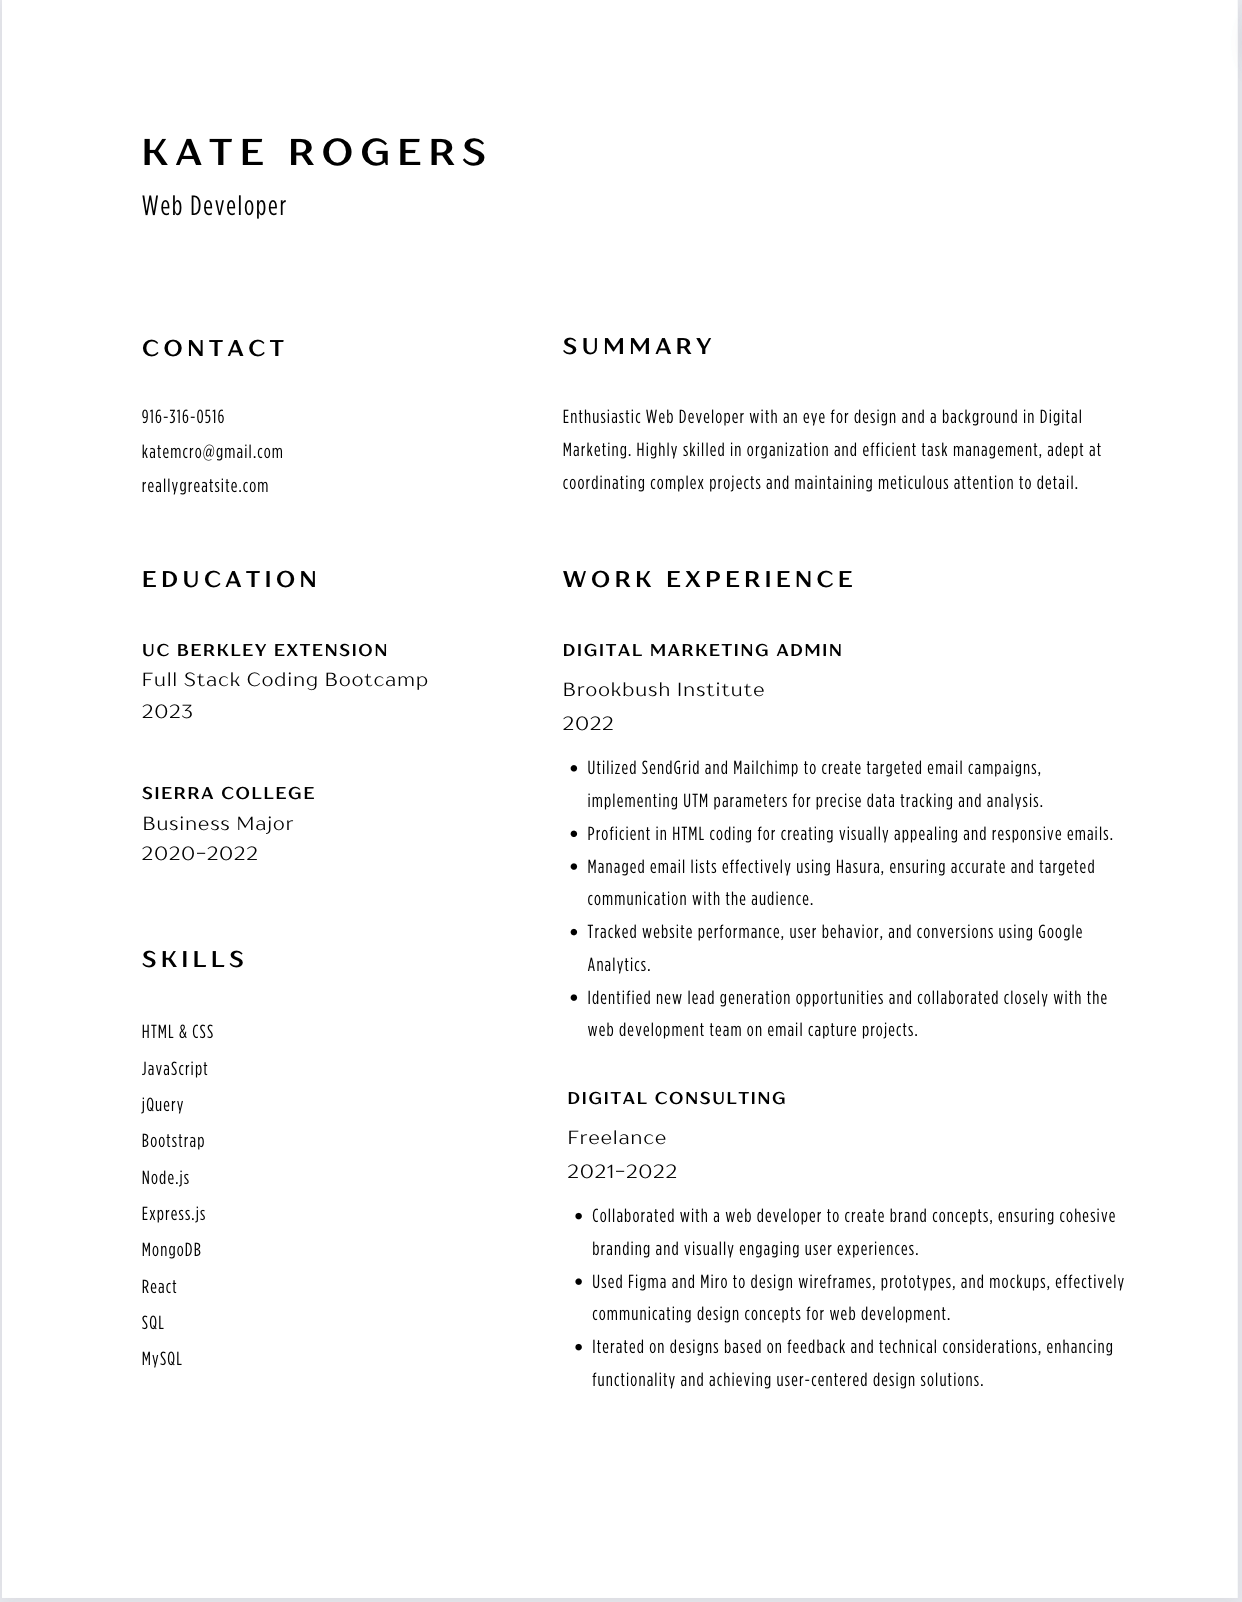 KATE ROGERS
Web Developer
CONTACT
916-316-0516
katemcro@gmail.com
reallygreatsite.com
EDUCATION
UC BERKLEY EXTENSION
Full Stack Coding Bootcamp
2023
SIERRA COLLEGE
Business Major
2020-2022
SKILLS
HTML & CSS
JavaScript
jQuery
Bootstrap
Node.js
Express.js
MongoDB
React
SQL
MySQL
SUMMARY
Enthusiastic Web Developer with an eye for design and a background in Digital
Marketing. Highly skilled in organization and efficient task management, adept at
coordinating complex projects and maintaining meticulous attention to detail.
WORK EXPERIENCE
DIGITAL MARKETING ADMIN
Brookbush Institute
2022
• Utilized SendGrid and Mailchimp to create targeted email campaigns,
implementing UTM parameters for precise data tracking and analysis.
• Proficient in HTML coding for creating visually appealing and responsive emails.
• Managed email lists effectively using Hasura, ensuring accurate and targeted
communication with the audience.
• Tracked website performance, user behavior, and conversions using Google
Analytics.
• Identified new lead generation opportunities and collaborated closely with the
web development team on email capture projects.
DIGITAL CONSULTING
Freelance
2021-2022
• Collaborated with a web developer to create brand concepts, ensuring cohesive
branding and visually engaging user experiences.
• Used Figma and Miro to design wireframes, prototypes, and mockups, effectively
communicating design concepts for web development.
• Iterated on designs based on feedback and technical considerations, enhancing
functionality and achieving user-centered design solutions.